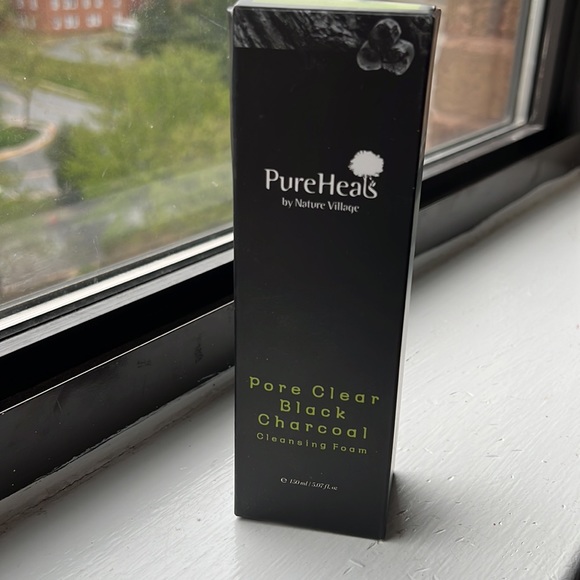 PureHeals
by Nature Village
Pore Clear
Black
Charcoal
Cleansing Foam
℮ 150 ml / 5.07 fl. oz